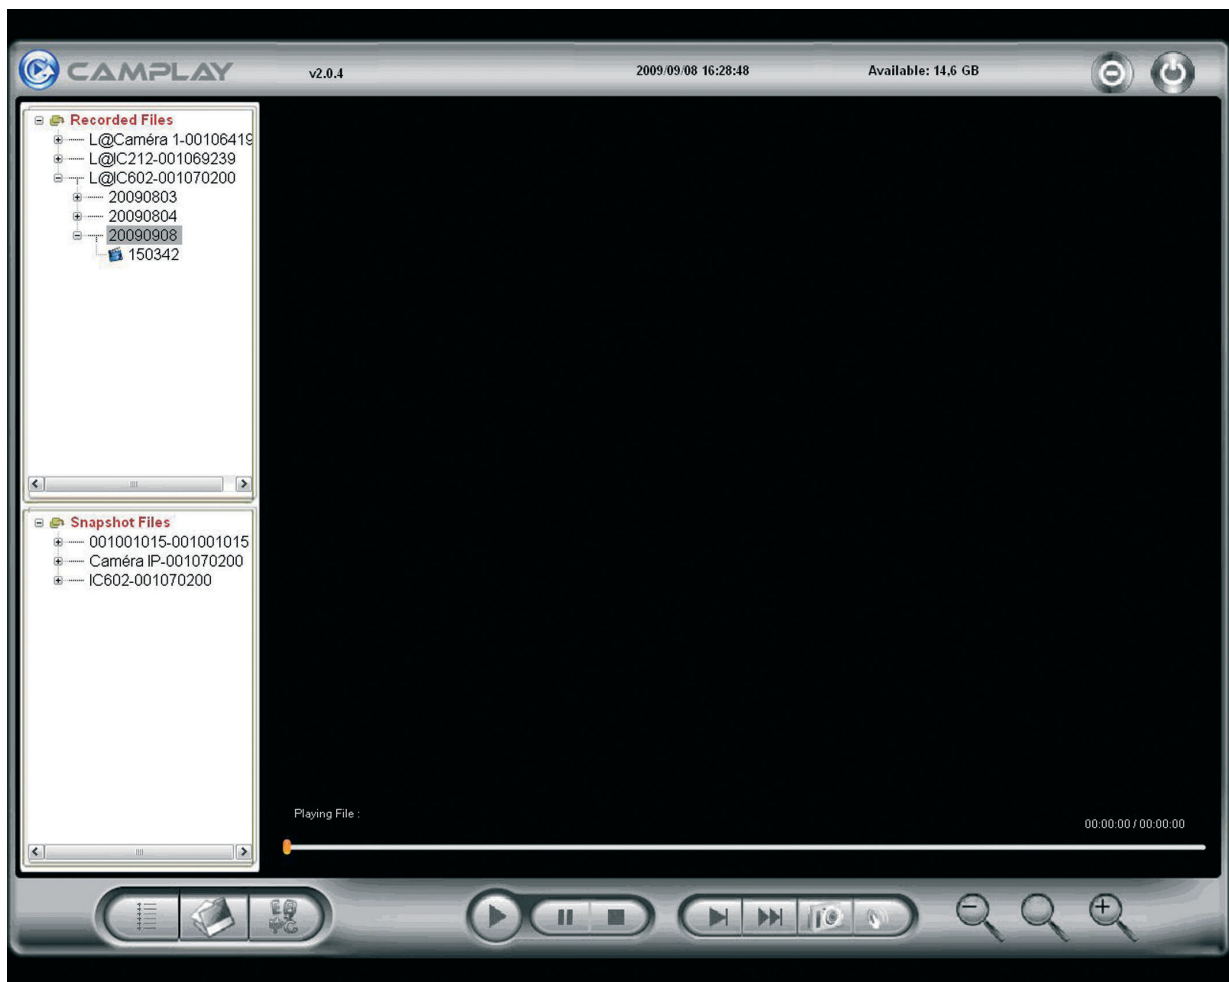 CAMPLAY v2.0.4 2009/09/08 16:28:48 Available: 14,6 GB
Recorded Files
L@Caméra 1-00106419
L@IC212-001069239
L@IC602-001070200
20090803
20090804
20090908
150342
Snapshot Files
001001015-001001015
Caméra IP-001070200
IC602-001070200
Playing File :
00:00:00 / 00:00:00